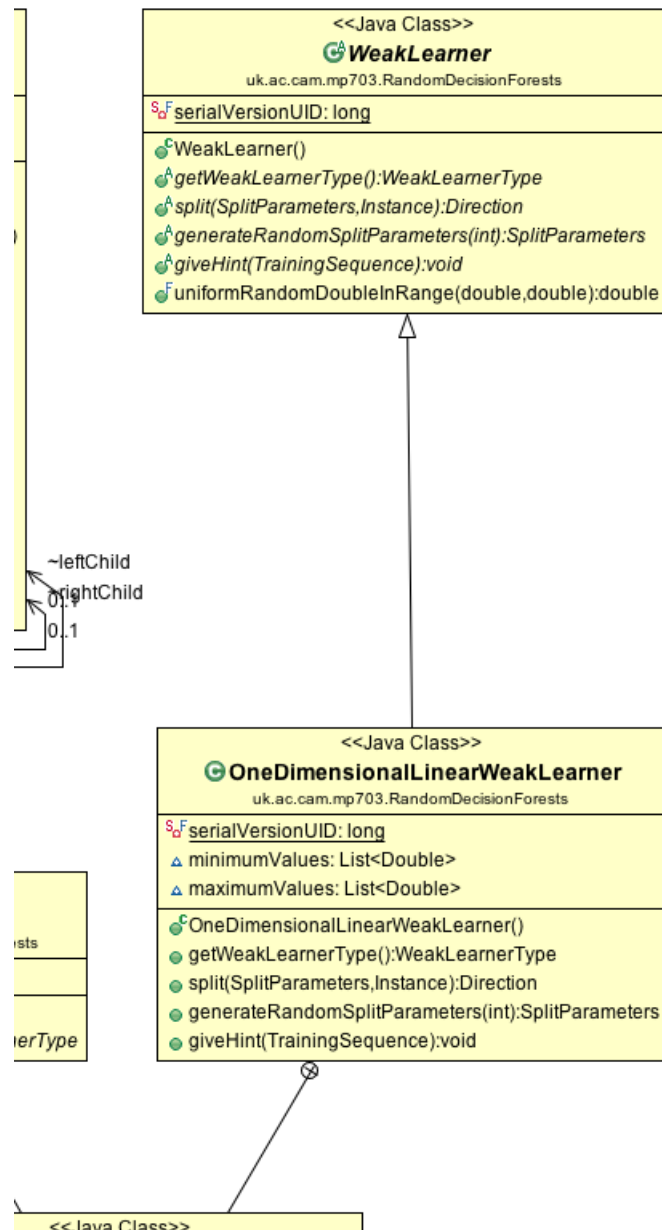 <<Java Class>>
WeakLearner
uk.ac.cam.mp703.RandomDecisionForests
serialVersionUID: long
WeakLearner()
getWeakLearnerType():WeakLearnerType
split(SplitParameters,Instance):Direction
generateRandomSplitParameters(int):SplitParameters
giveHint(TrainingSequence):void
uniformRandomDoubleInRange(double,double):double
)
~leftChild
~rightChild
0..1
0..1
<<Java Class>>
OneDimensionalLinearWeakLearner
uk.ac.cam.mp703.RandomDecisionForests
serialVersionUID: long
minimumValues: List<Double>
maximumValues: List<Double>
OneDimensionalLinearWeakLearner()
getWeakLearnerType():WeakLearnerType
split(SplitParameters,Instance):Direction
generateRandomSplitParameters(int):SplitParameters
giveHint(TrainingSequence):void
ests
nerType
<<Java Class>>